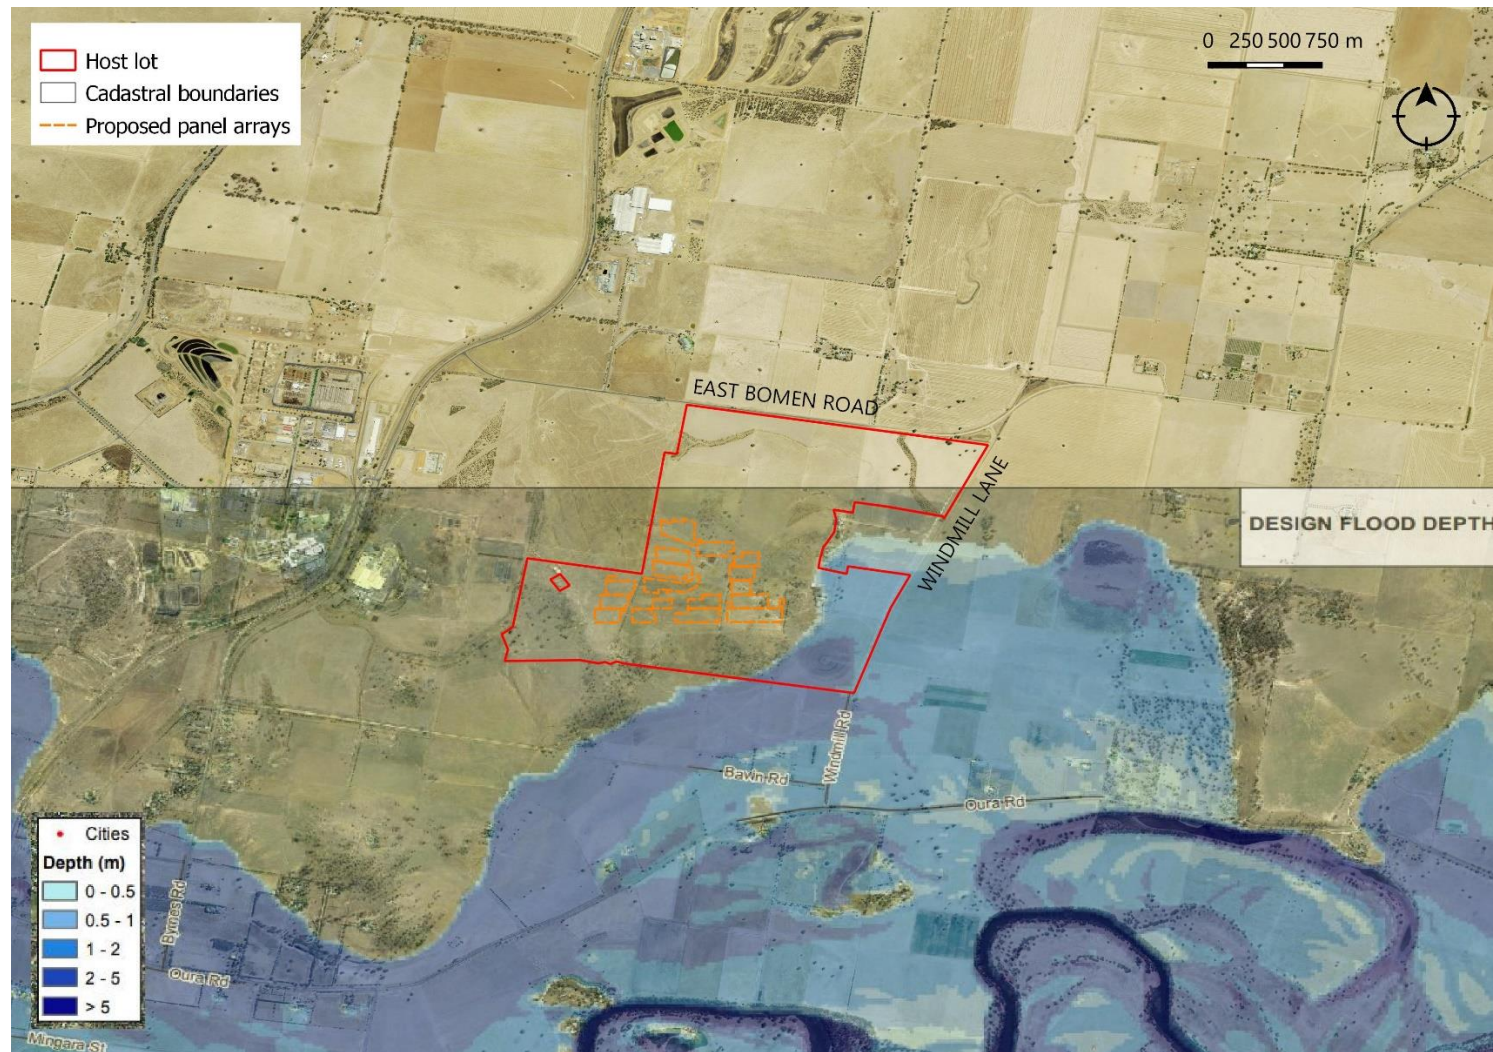 Host lot
Cadastral boundaries
Proposed panel arrays
0 250 500 750 m
EAST BOMEN ROAD
WINDMILL LANE
DESIGN FLOOD DEPTH
Windmill Rd
Bavin Rd
Oura Rd
Cities
Depth (m)
0 - 0.5
0.5 - 1
1 - 2
2 - 5
> 5
Byrnes Rd
Oura Rd
Mingara St